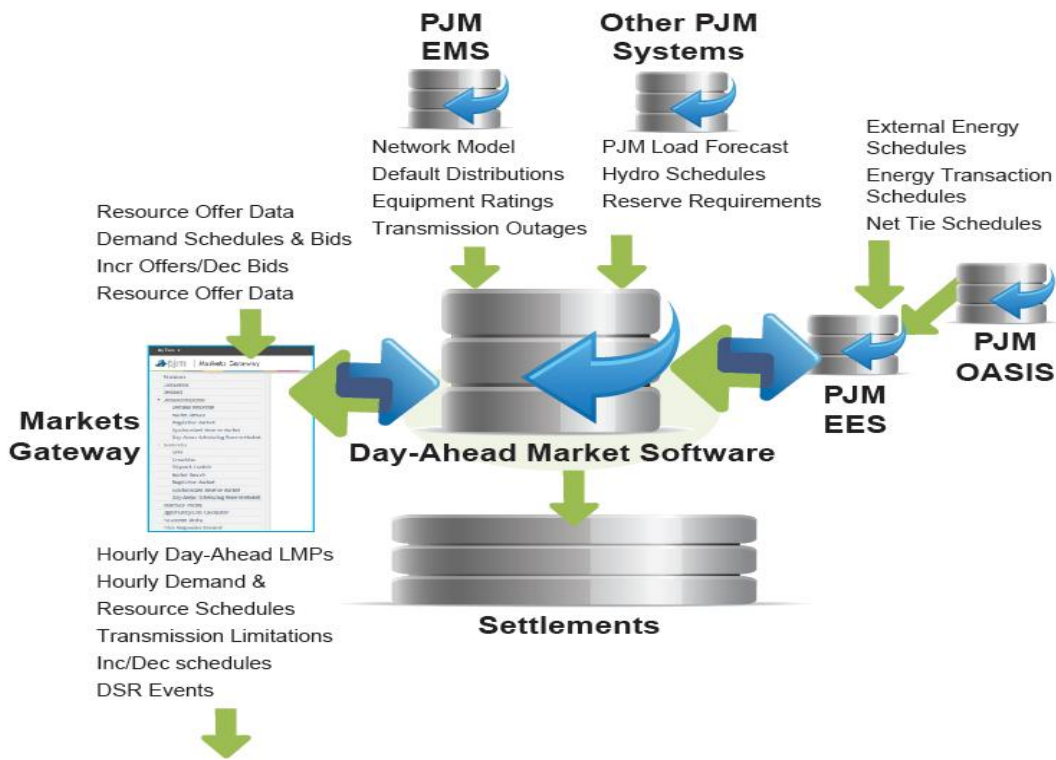 PJM
EMS
Other PJM
Systems
Network Model
Default Distributions
Equipment Ratings
Transmission Outages
PJM Load Forecast
Hydro Schedules
Reserve Requirements
External Energy
Schedules
Energy Transaction
Schedules
Net Tie Schedules
Resource Offer Data
Demand Schedules & Bids
Incr Offers/Dec Bids
Resource Offer Data
pjm | Markets Gateway
Markets
Gateway
Day-Ahead Market Software
PJM
EES
PJM
OASIS
Hourly Day-Ahead LMPs
Hourly Demand &
Resource Schedules
Transmission Limitations
Inc/Dec schedules
DSR Events
Settlements